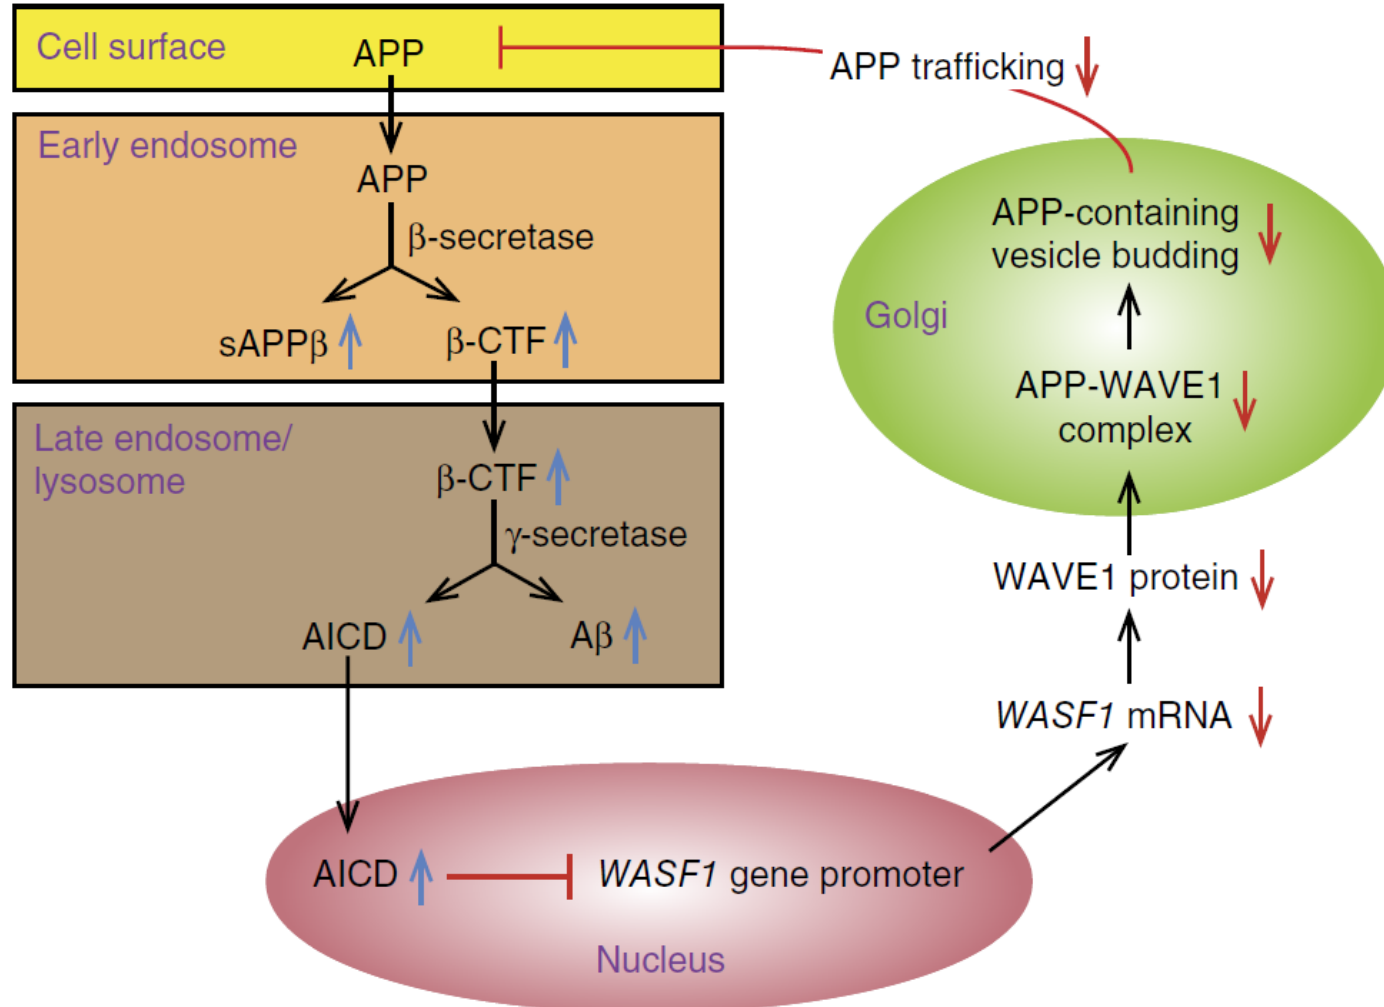 Cell surface
APP
APP trafficking
Early endosome
APP
β-secretase
sAPPβ
β-CTF
Late endosome/
lysosome
β-CTF
γ-secretase
AICD
Aβ
AICD
WASF1 gene promoter
Nucleus
WASF1 mRNA
WAVE1 protein
APP-WAVE1
complex
Golgi
APP-containing
vesicle budding